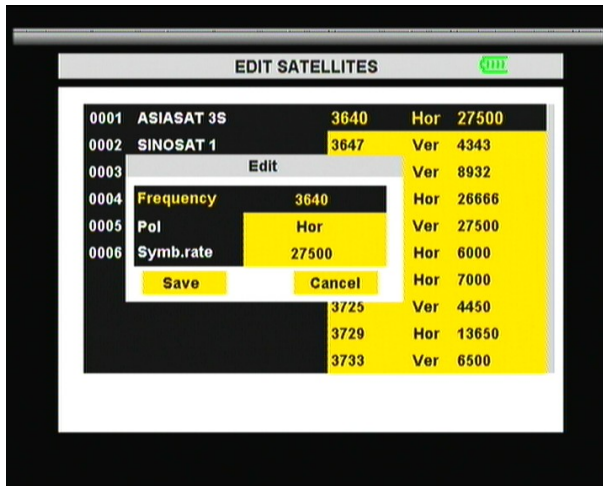 EDIT SATELLITES
0001 ASIASAT 3S 3640 Hor 27500
0002 SINOSAT 1 3647 Ver 4343
0003 Edit Ver 8932
0004 Frequency 3640 Hor 26666
0005 Pol Hor Ver 27500
0006 Symb.rate 27500 Hor 6000
Save Cancel Hor 7000
3725 Ver 4450
3729 Hor 13650
3733 Ver 6500